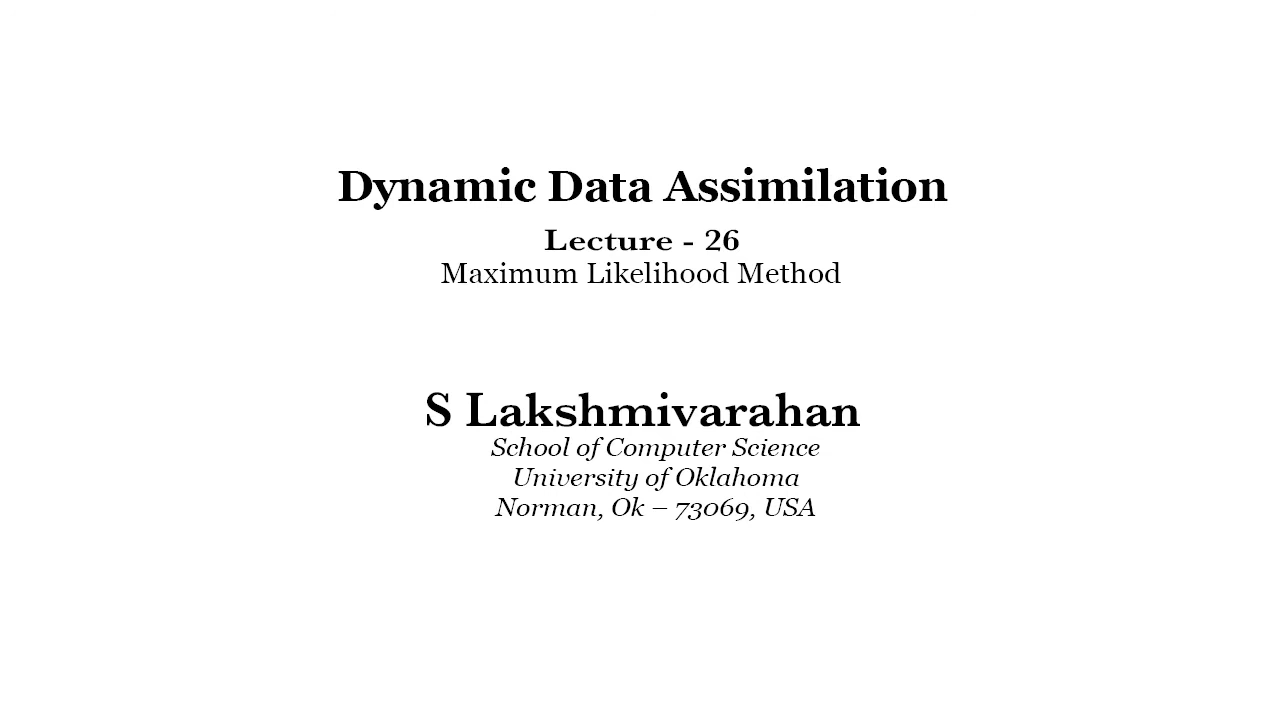 Dynamic Data Assimilation
Lecture - 26
Maximum Likelihood Method
S Lakshmivarahan
School of Computer Science
University of Oklahoma
Norman, Ok – 73069, USA